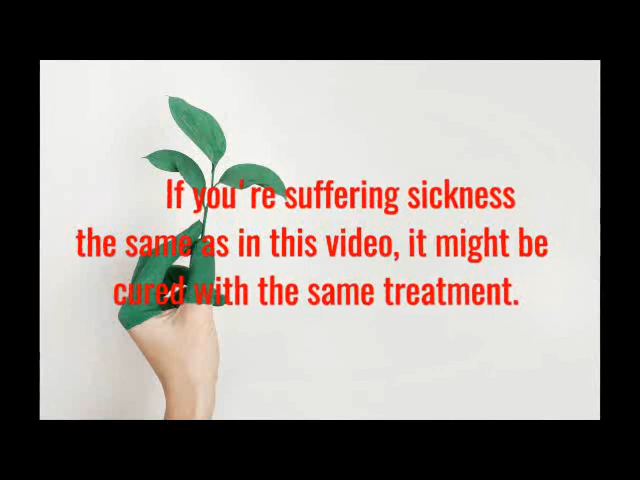 If you're suffering sickness
the same as in this video, it might be
cured with the same treatment.